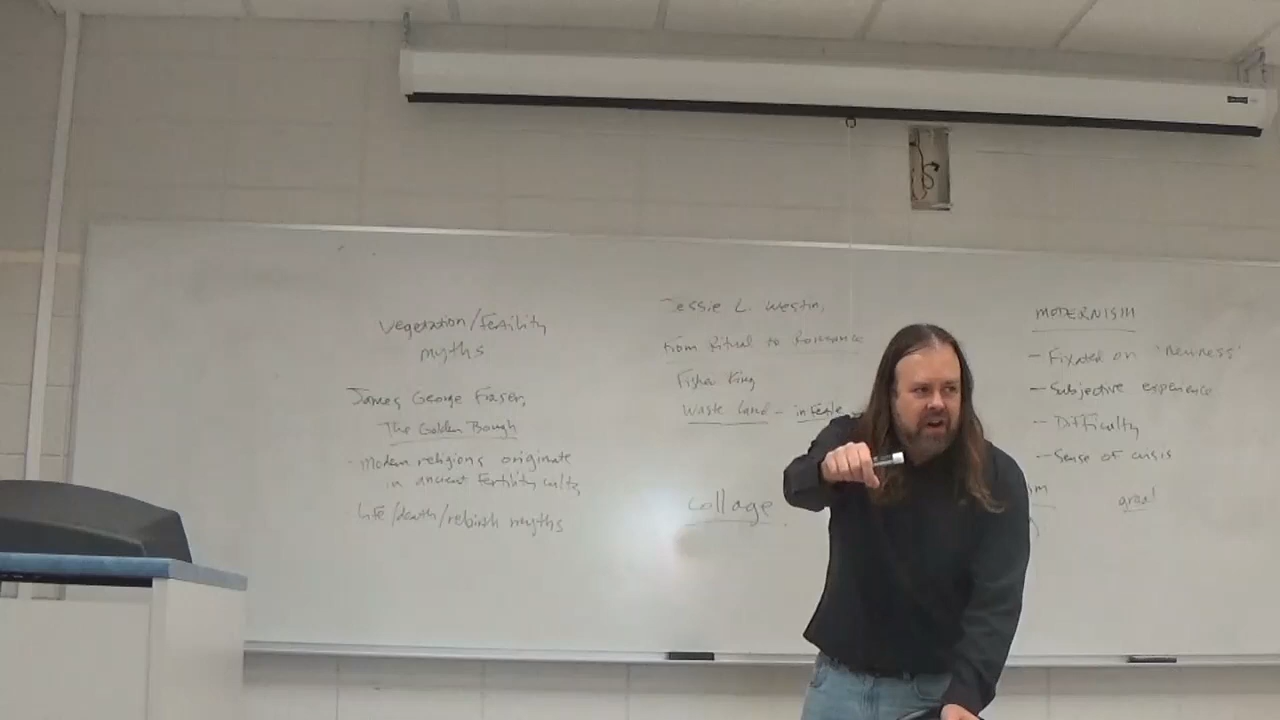 Vegetation/Fertility
myths
James George Fraser,
The Golden Bough
- Modern religions originate
in ancient fertility cults,
- Life/death/rebirth myths
Jessie L. Westin,
from Ritual to Romance
Fisher King
Waste Land - infertile
collage
MODERNISM
- Fixated on 'newness'
- Subjective experience
- Difficulty
- Sense of crisis